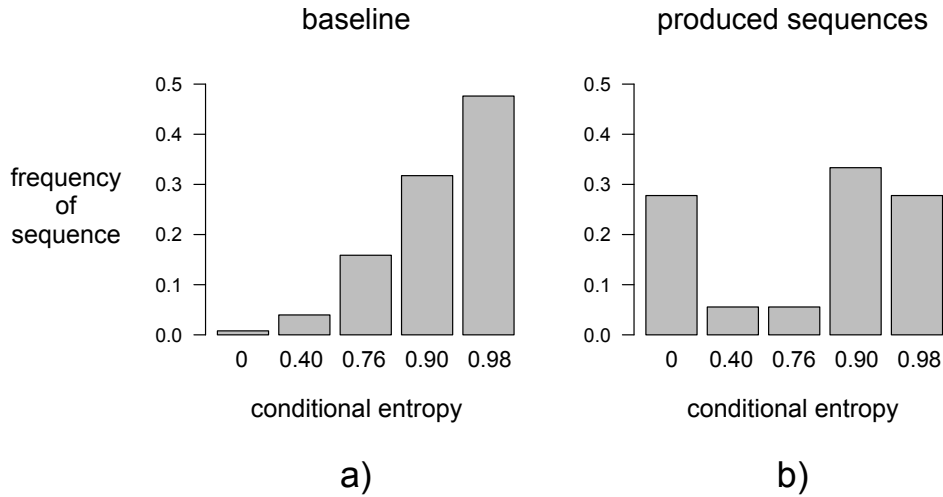 baseline
produced sequences
frequency
of
sequence
0.5
0.4
0.3
0.2
0.1
0.0
0 0.40 0.76 0.90 0.98
conditional entropy
a)
0.5
0.4
0.3
0.2
0.1
0.0
0 0.40 0.76 0.90 0.98
conditional entropy
b)